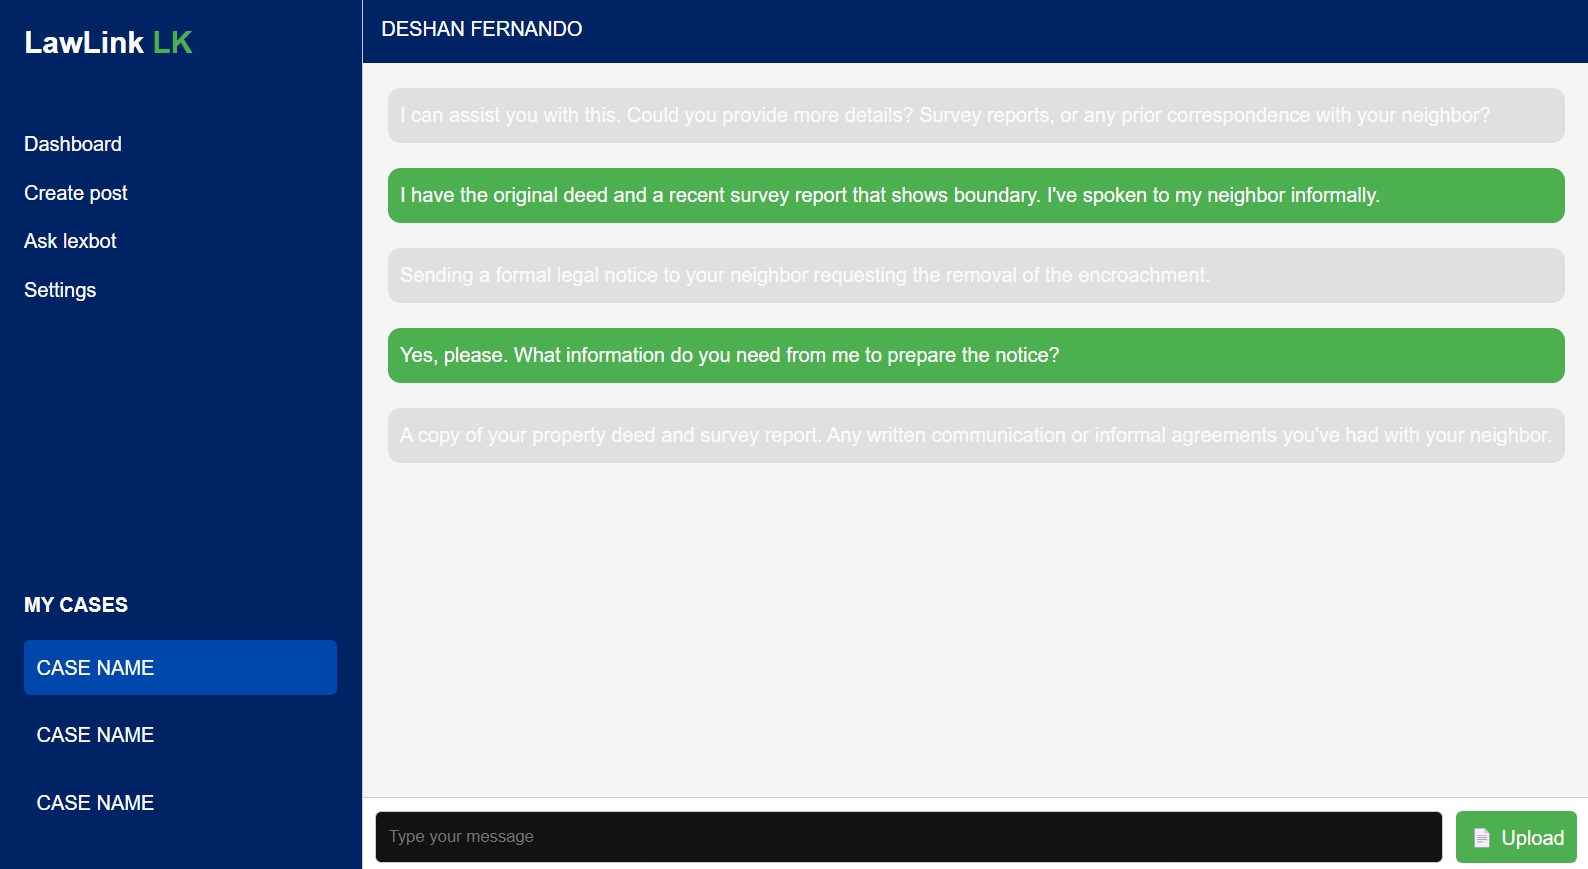 LawLink LK
Dashboard
Create post
Ask lexbot
Settings
MY CASES
CASE NAME
CASE NAME
CASE NAME
DESHAN FERNANDO
I can assist you with this. Could you provide more details? Survey reports, or any prior correspondence with your neighbor?
I have the original deed and a recent survey report that shows boundary. I've spoken to my neighbor informally.
Sending a formal legal notice to your neighbor requesting the removal of the encroachment.
Yes, please. What information do you need from me to prepare the notice?
A copy of your property deed and survey report. Any written communication or informal agreements you've had with your neighbor.
Type your message
Upload